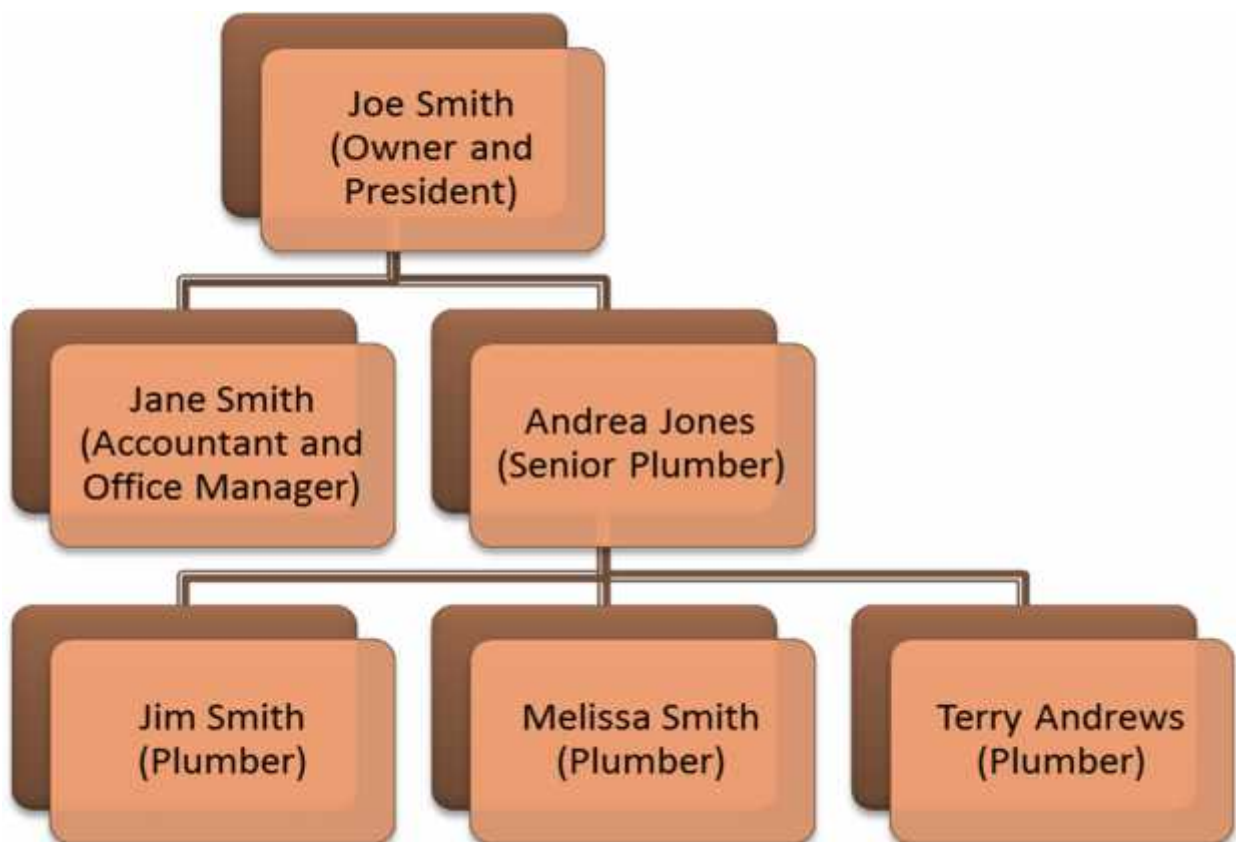 Joe Smith
(Owner and
President)
Jane Smith
(Accountant and
Office Manager)
Andrea Jones
(Senior Plumber)
Jim Smith
(Plumber)
Melissa Smith
(Plumber)
Terry Andrews
(Plumber)